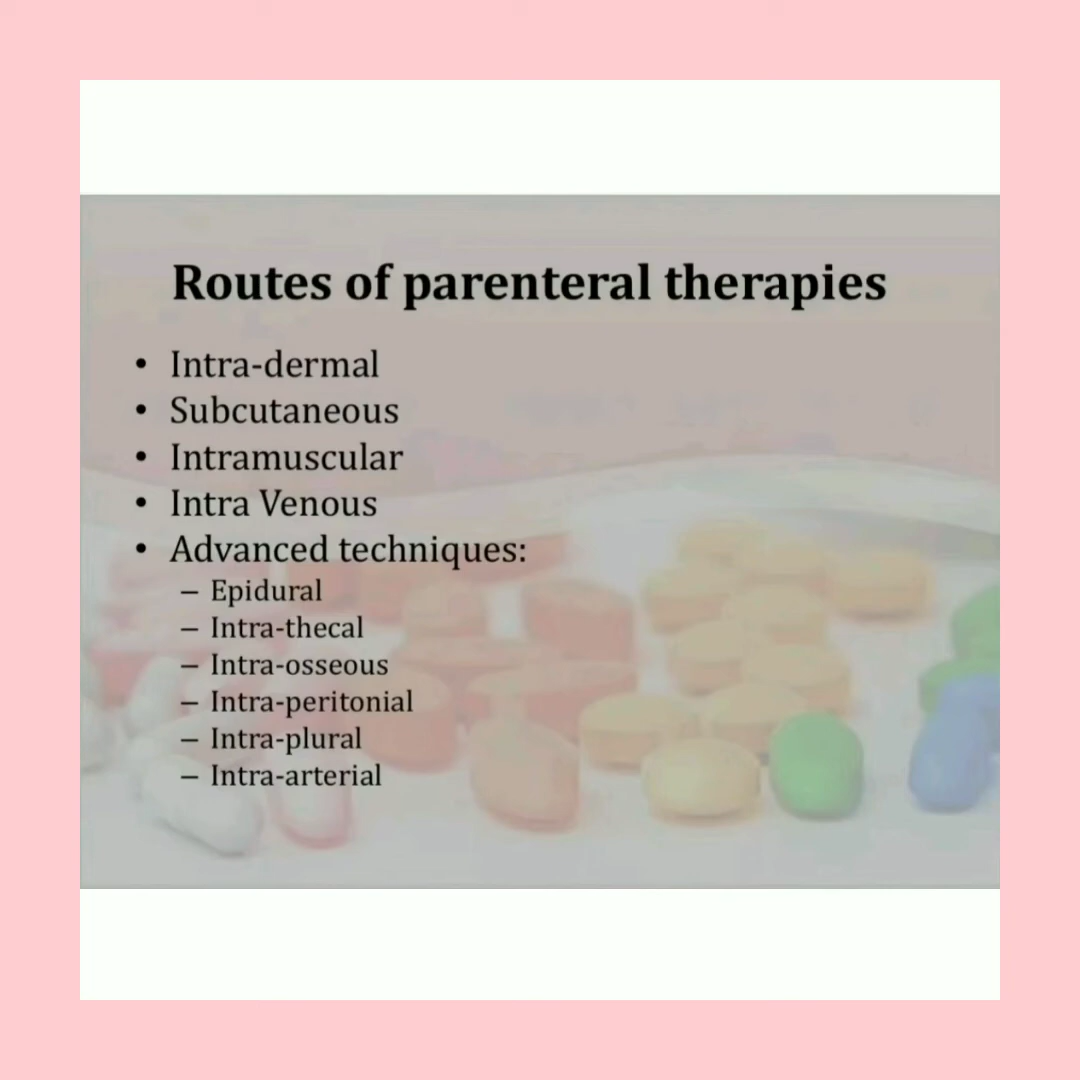 Routes of parenteral therapies
• Intra-dermal
• Subcutaneous
• Intramuscular
• Intra Venous
• Advanced techniques:
– Epidural
– Intra-thecal
– Intra-osseous
– Intra-peritonial
– Intra-plural
– Intra-arterial